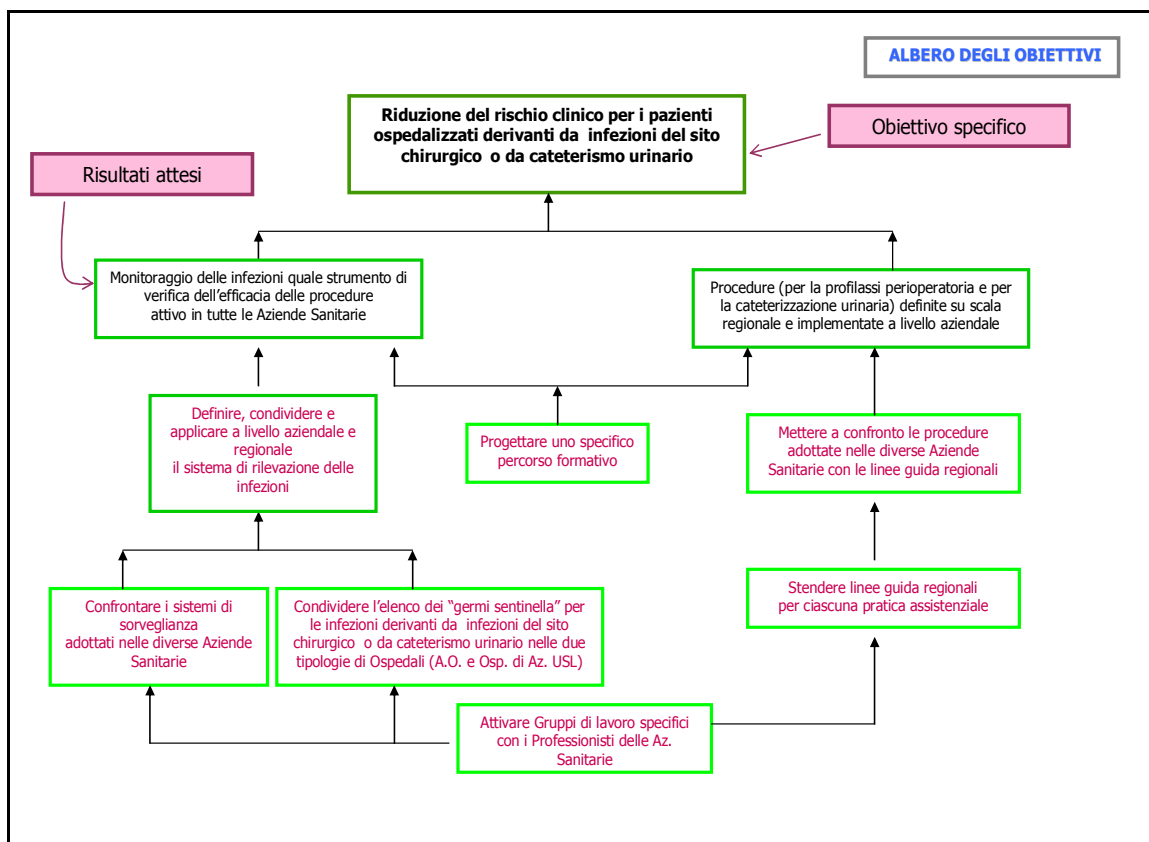 ALBERO DEGLI OBIETTIVI
Riduzione del rischio clinico per i pazienti
ospedalizzati derivanti da infezioni del sito
chirurgico o da cateterismo urinario
Obiettivo specifico
Risultati attesi
Monitoraggio delle infezioni quale strumento di
verifica dell'efficacia delle procedure
attivo in tutte le Aziende Sanitarie
Procedure (per la profilassi perioperatoria e per
la cateterizzazione urinaria) definite su scala
regionale e implementate a livello aziendale
Definire, condividere e
applicare a livello aziendale e
regionale
il sistema di rilevazione delle
infezioni
Progettare uno specifico
percorso formativo
Mettere a confronto le procedure
adottate nelle diverse Aziende
Sanitarie con le linee guida regionali
Confrontare i sistemi di
sorveglianza
adottati nelle diverse Aziende
Sanitarie
Condividere l'elenco dei "germi sentinella" per
le infezioni derivanti da infezioni del sito
chirurgico o da cateterismo urinario nelle due
tipologie di Ospedali (A.O. e Osp. di Az. USL)
Stendere linee guida regionali
per ciascuna pratica assistenziale
Attivare Gruppi di lavoro specifici
con i Professionisti delle Az.
Sanitarie